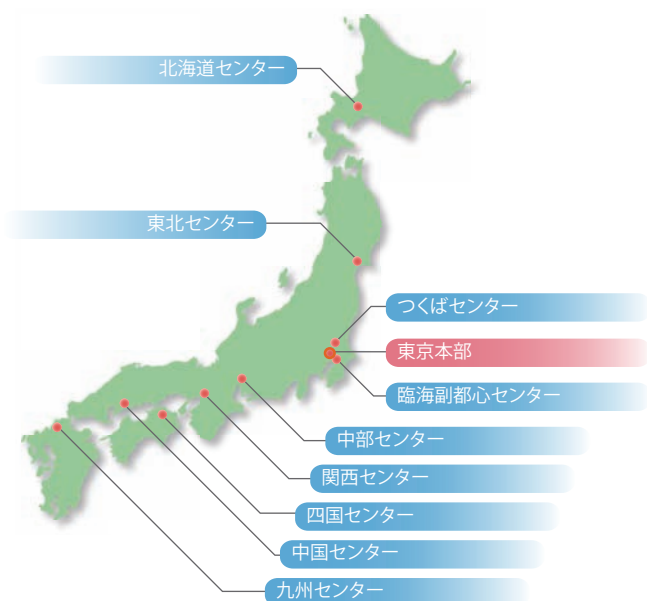 北海道センター
東北センター
つくばセンター
東京本部
臨海副都心センター
中部センター
関西センター
四国センター
中国センター
九州センター